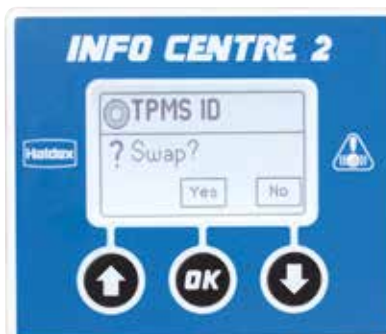 INFO CENTRE 2
TPMS ID
? Swap?
Yes No
Haldex
OK